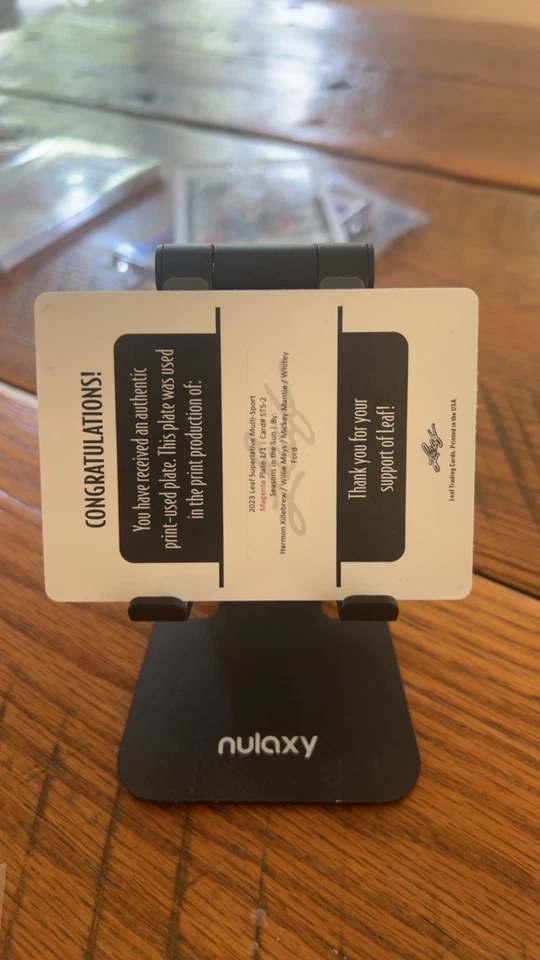 CONGRATULATIONS!
You have received an authentic
print-used plate. This plate was used
in the print production of:
2023 Leaf Superlative Multi-Sport
Magenta Plate 1/1 | Card# STS-2
Seasons in the Sun | By:
Harmon Killebrew / Willie Mays / Mickey Mantle / Whitey
Ford
Thank you for your
support of Leaf!
Leaf
Leaf Trading Cards. Printed in the USA.
nulaxy